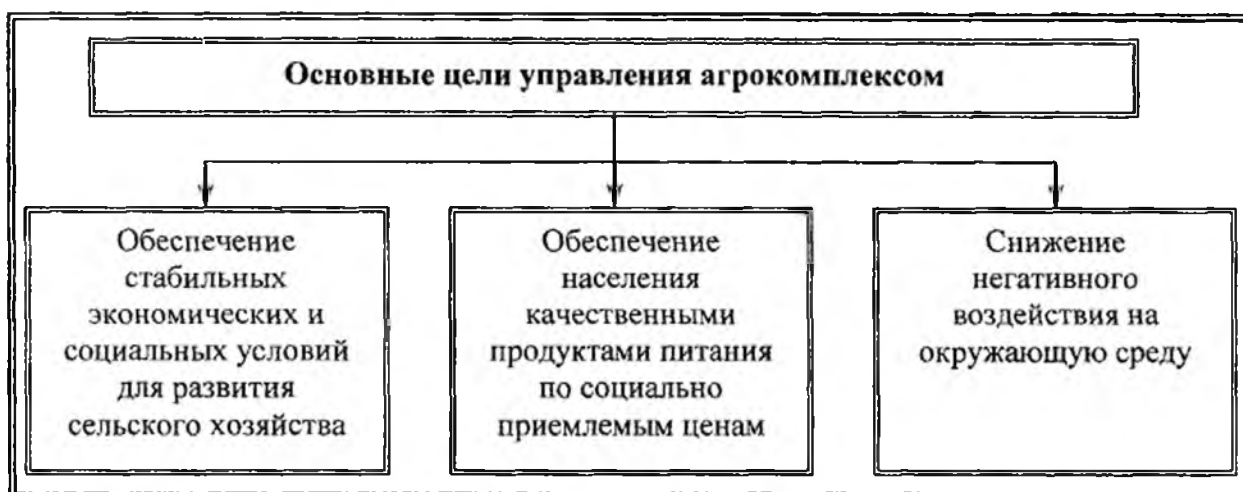 Основные цели управления агрокомплексом
Обеспечение
стабильных
экономических и
социальных условий
для развития
сельского хозяйства
Обеспечение
населения
качественными
продуктами питания
по социально
приемлемым ценам
Снижение
негативного
воздействия на
окружающую среду